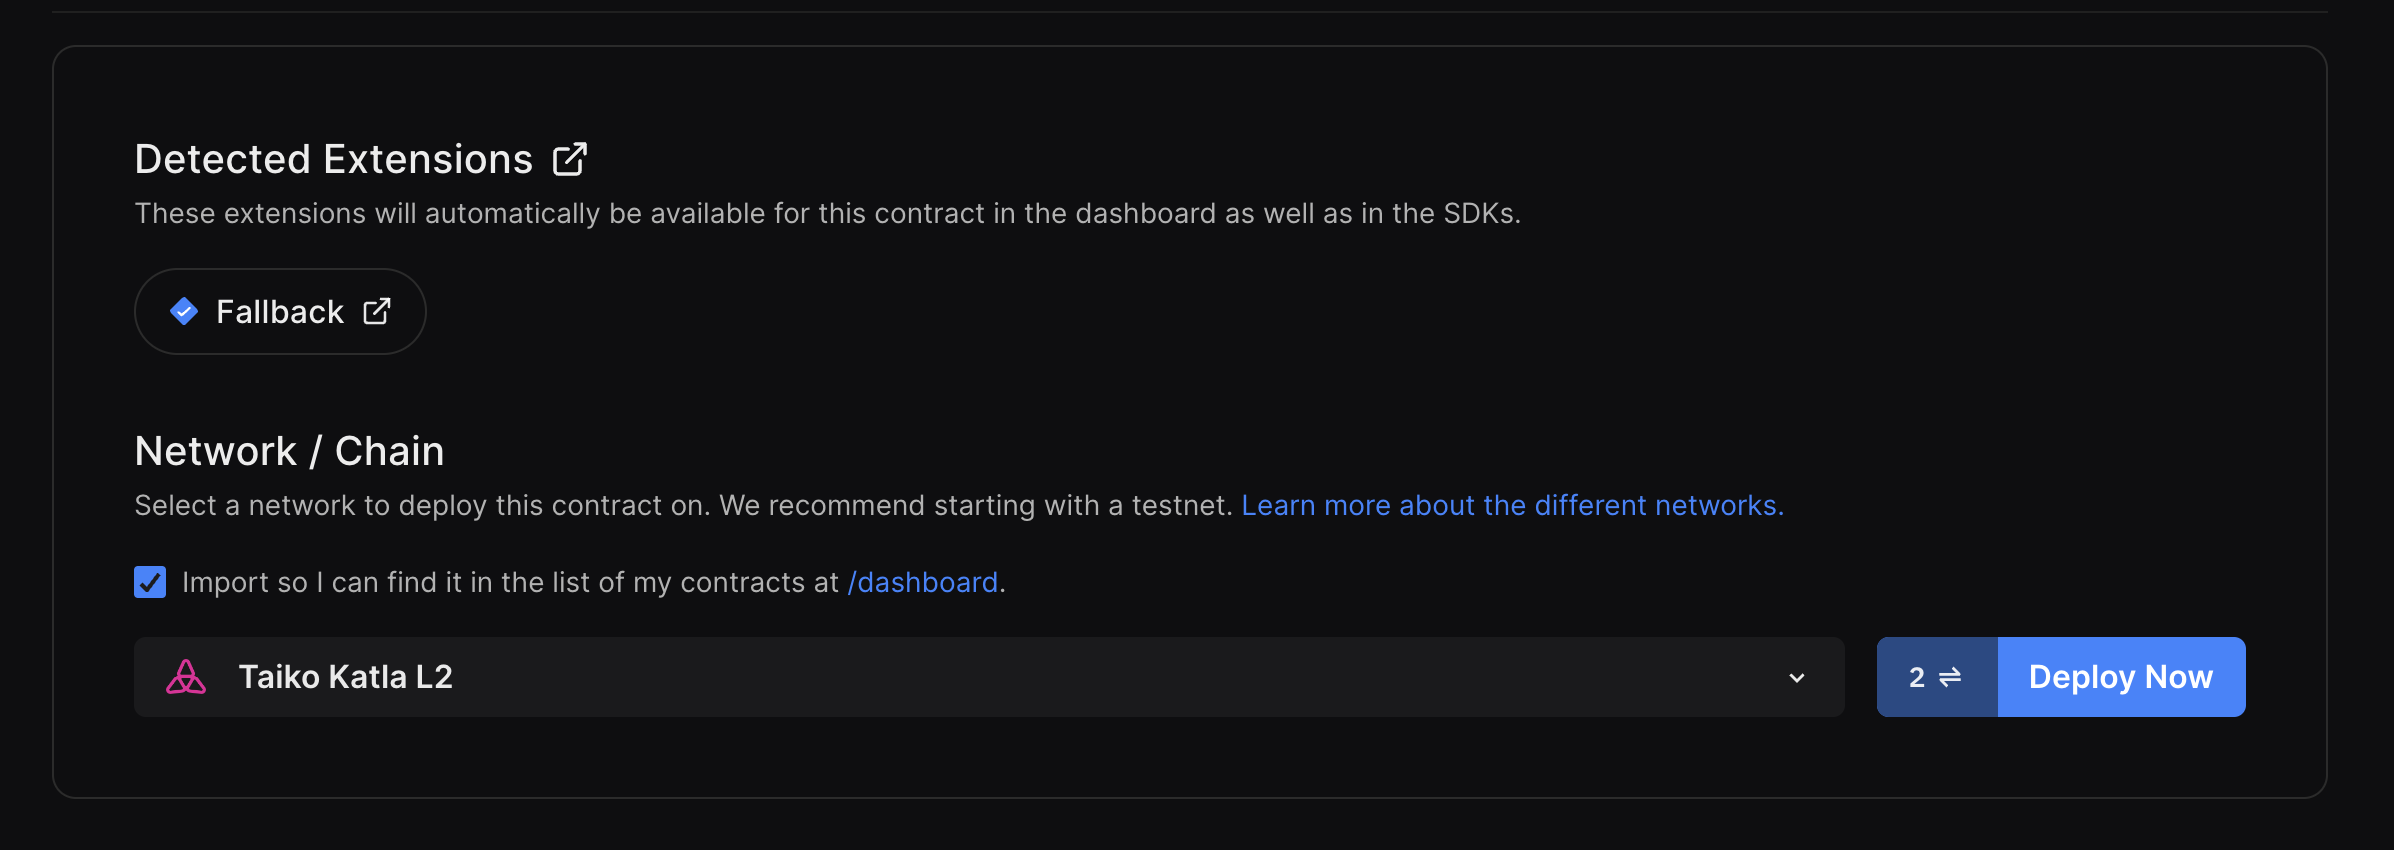 Detected Extensions
These extensions will automatically be available for this contract in the dashboard as well as in the SDKs.
Fallback
Network / Chain
Select a network to deploy this contract on. We recommend starting with a testnet. Learn more about the different networks.
Import so I can find it in the list of my contracts at /dashboard.
Taiko Katla L2
2 ⇌ Deploy Now